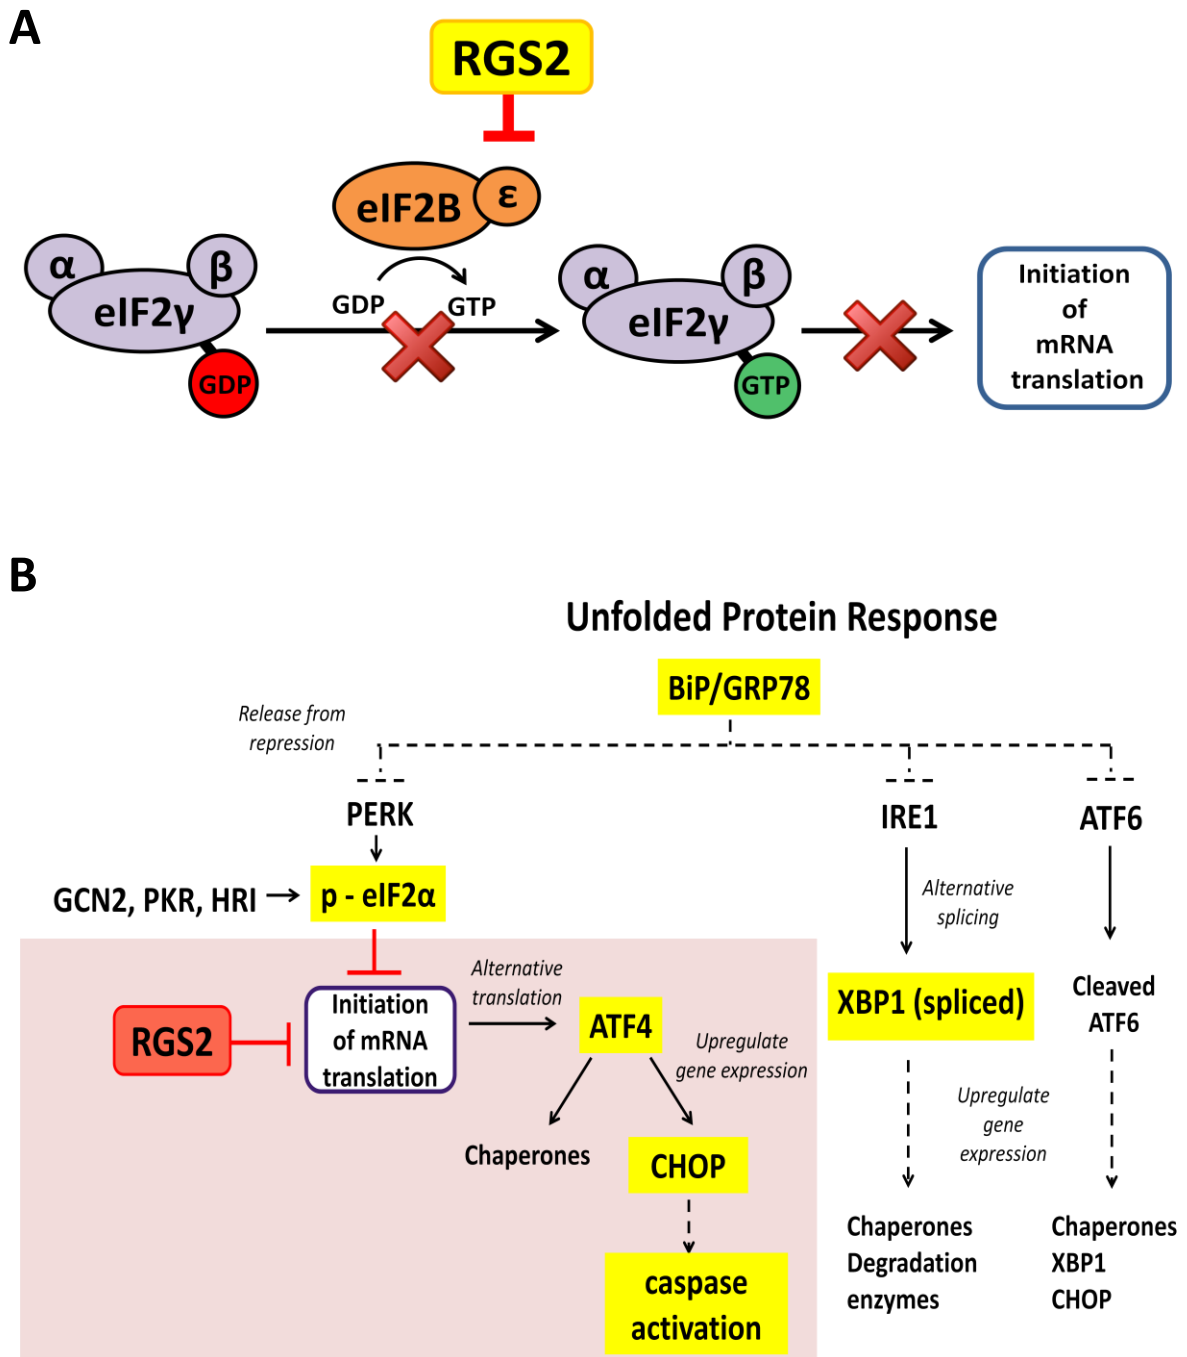 A
RGS2
eIF2B
ε
α
β
eIF2γ
GDP
GDP
GTP
α
β
eIF2γ
GTP
Initiation
of
mRNA
translation
B
Unfolded Protein Response
BiP/GRP78
Release from
repression
PERK
IRE1
ATF6
GCN2, PKR, HRI
p - eIF2α
Alternative
splicing
RGS2
Initiation
of mRNA
translation
Alternative
translation
ATF4
Upregulate
gene expression
XBP1 (spliced)
Cleaved
ATF6
Chaperones
CHOP
Upregulate
gene
expression
caspase
activation
Chaperones
Degradation
enzymes
Chaperones
XBP1
CHOP